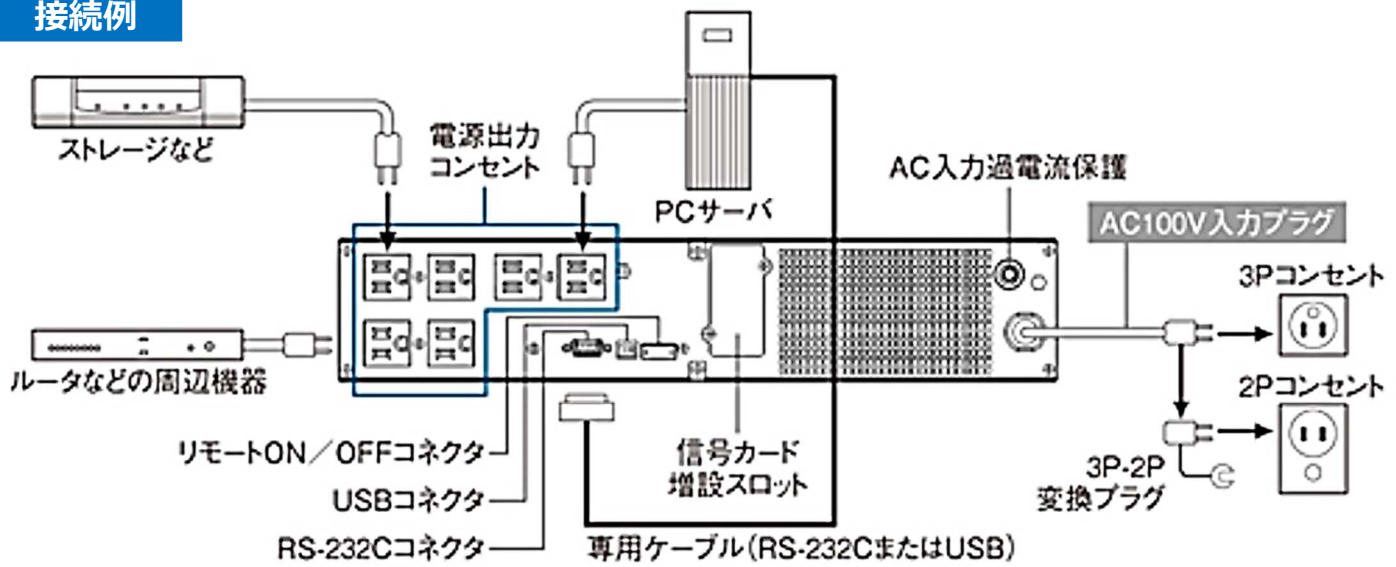 接続例
ストレージなど
電源出力
コンセント
PCサーバ
AC入力過電流保護
AC100V入力プラグ
3Pコンセント
ルータなどの周辺機器
2Pコンセント
リモートON／OFFコネクタ
信号カード
増設スロット
3P-2P
変換プラグ
USBコネクタ
RS-232Cコネクタ
専用ケーブル（RS-232CまたはUSB）